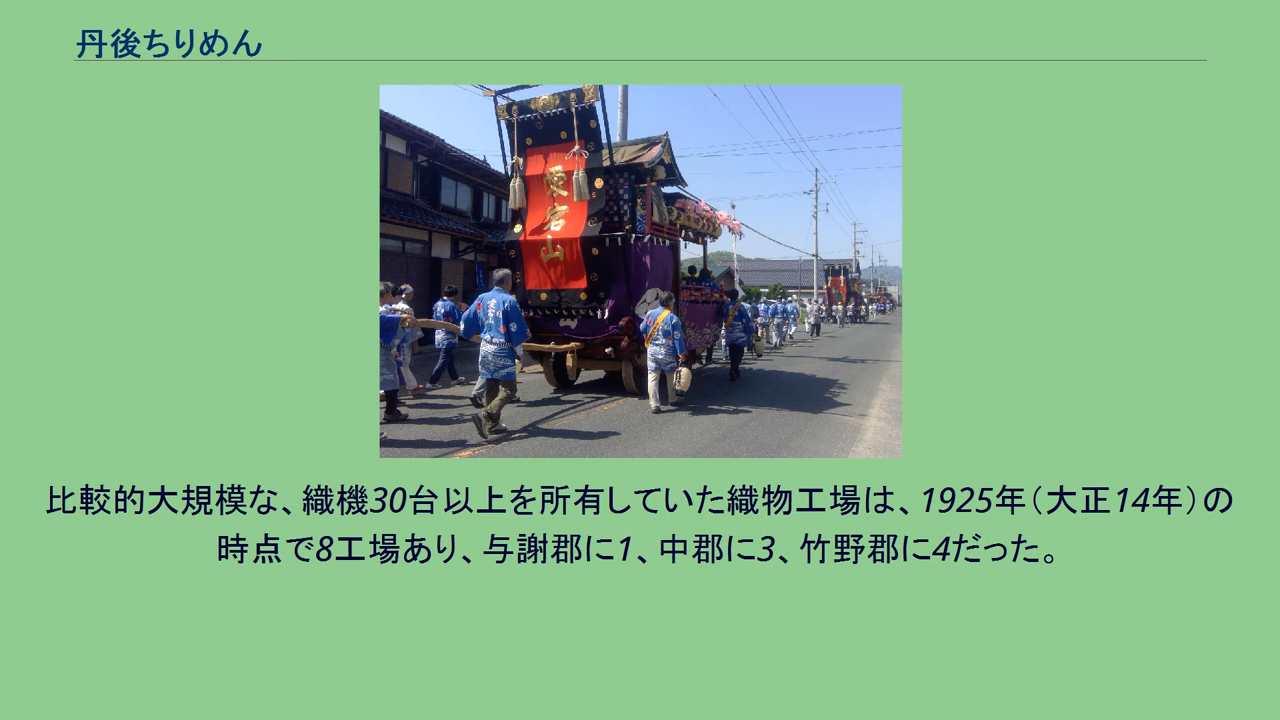 丹後ちりめん
愛宕山
比較的大規模な、織機30台以上を所有していた織物工場は、1925年（大正14年）の
時点で8工場あり、与謝郡に1、中郡に3、竹野郡に4だった。